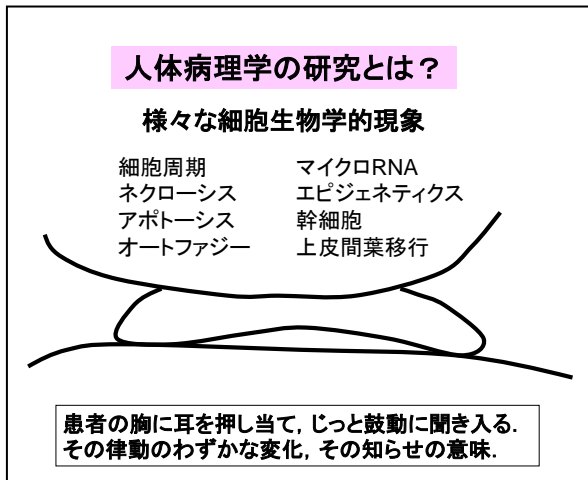 人体病理学の研究とは？
様々な細胞生物学的現象
細胞周期
ネクローシス
アポトーシス
オートファジー
マイクロRNA
エピジェネティクス
幹細胞
上皮間葉移行
患者の胸に耳を押し当て，じっと鼓動に聞き入る．
その律動のわずかな変化，その知らせの意味．